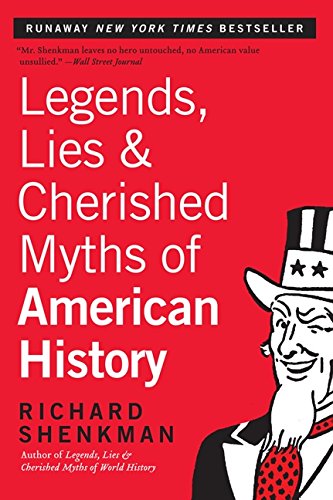 RUNAWAY NEW YORK TIMES BESTSELLER
"Mr. Shenkman leaves no hero untouched, no American value
unsullied." —Wall Street Journal
Legends,
Lies &
Cherished
Myths of
American
History
RICHARD
SHENKMAN
Author of Legends, Lies &
Cherished Myths of World History